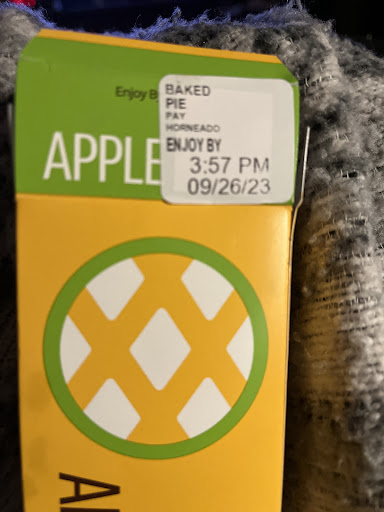 Enjoy B
BAKED
PIE
PAY
HORNEADO
ENJOY BY
3:57 PM
09/26/23
APPLE